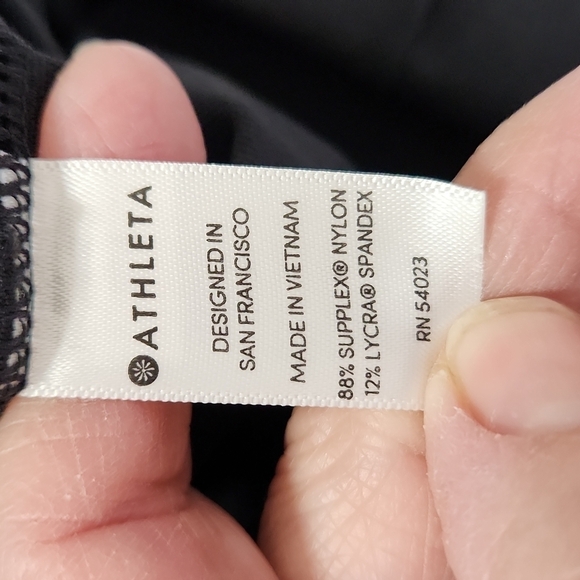 ATHLETA
DESIGNED IN
SAN FRANCISCO
MADE IN VIETNAM
88% SUPPLEX® NYLON
12% LYCRA® SPANDEX
RN 54023